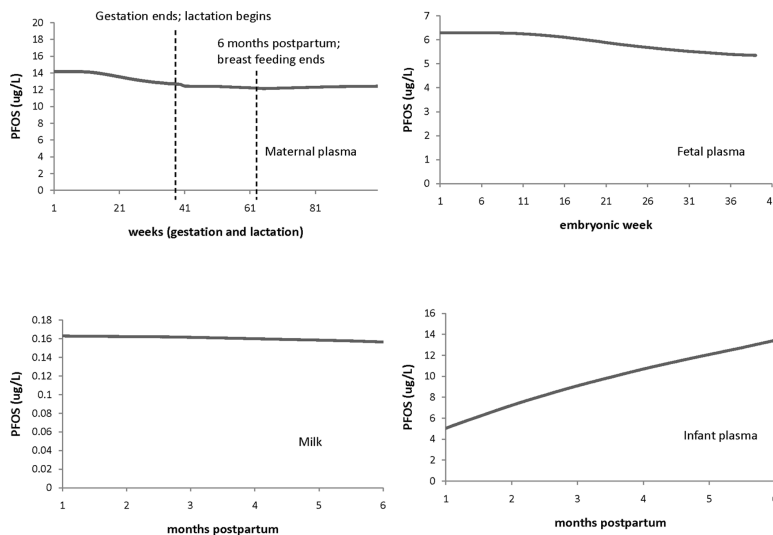 Gestation ends; lactation begins
6 months postpartum;
breast feeding ends
PFOS (ug/L)
20
18
16
14
12
10
8
6
4
2
0
Maternal plasma
1 21 41 61 81
weeks (gestation and lactation)
PFOS (ug/L)
7
6
5
4
3
2
1
0
Fetal plasma
1 6 11 16 21 26 31 36 4
embryonic week
PFOS (ug/L)
0.18
0.16
0.14
0.12
0.1
0.08
0.06
0.04
0.02
0
Milk
1 2 3 4 5 6
months postpartum
PFOS (ug/L)
16
14
12
10
8
6
4
2
0
Infant plasma
1 2 3 4 5
months postpartum